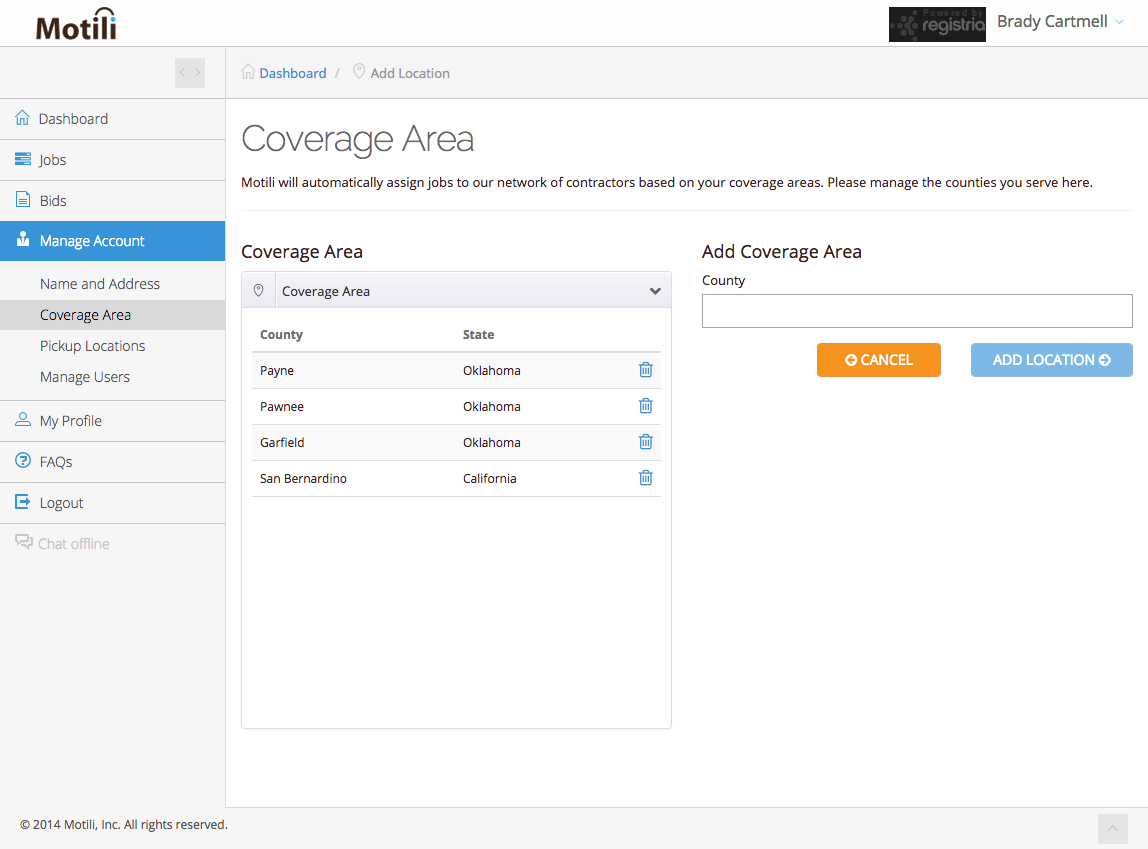 Motili
Powered by
registria
Brady Cartmell
Dashboard / Add Location
Dashboard
Jobs
Bids
Manage Account
Name and Address
Coverage Area
Pickup Locations
Manage Users
My Profile
FAQs
Logout
Chat offline
Coverage Area
Motili will automatically assign jobs to our network of contractors based on your coverage areas. Please manage the counties you serve here.
Coverage Area
Coverage Area
County State
Payne Oklahoma
Pawnee Oklahoma
Garfield Oklahoma
San Bernardino California
Add Coverage Area
County
CANCEL
ADD LOCATION
© 2014 Motili, Inc. All rights reserved.